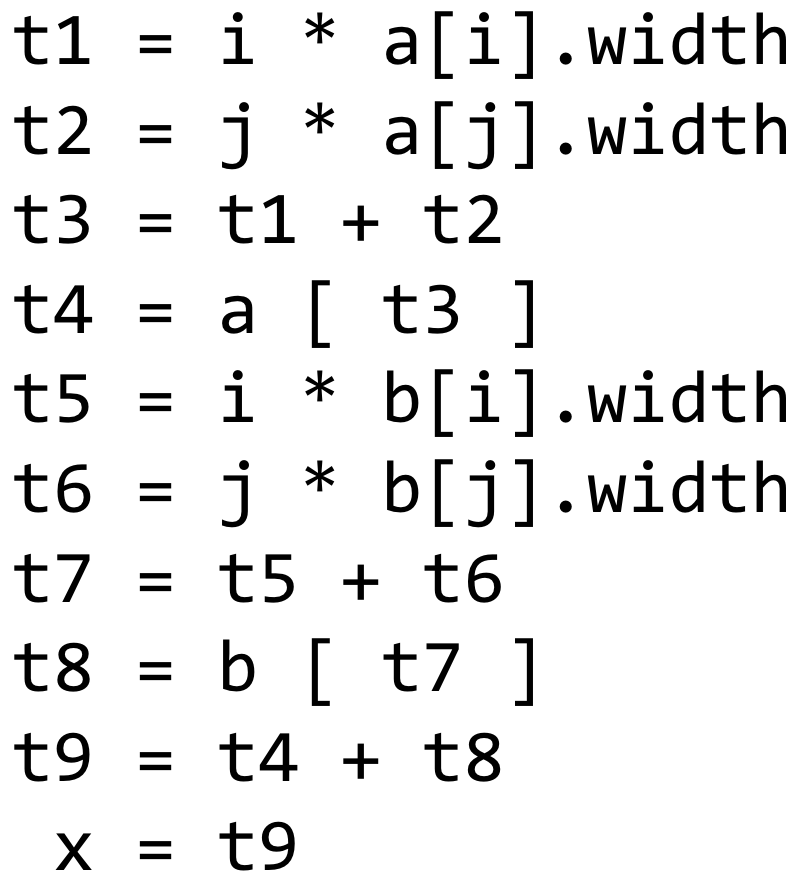 t1 = i * a[i].width
t2 = j * a[j].width
t3 = t1 + t2
t4 = a [ t3 ]
t5 = i * b[i].width
t6 = j * b[j].width
t7 = t5 + t6
t8 = b [ t7 ]
t9 = t4 + t8
x = t9